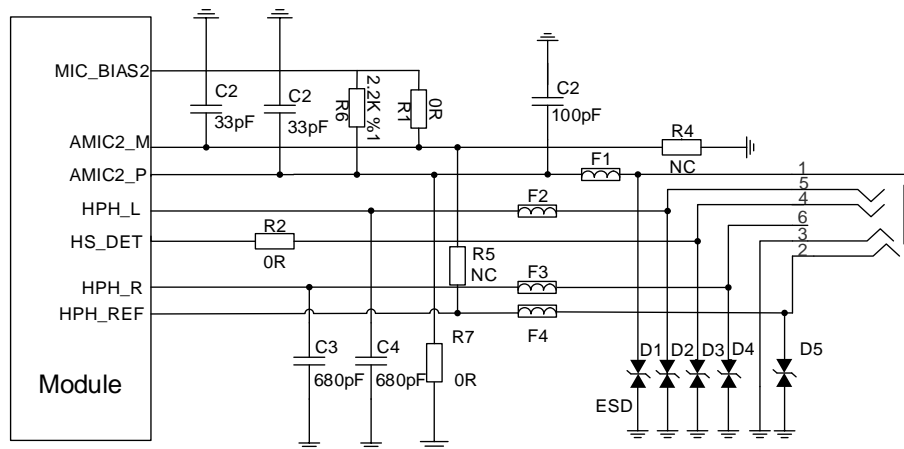 MIC_BIAS2
C2
33pF
C2
33pF
2.2K %1
R6
0R
R1
C2
100pF
AMIC2_M
R4
NC
AMIC2_P
F1
1
5
HPH_L
F2
4
R2
6
HS_DET
0R
R5
NC
3
2
HPH_R
F3
HPH_REF
F4
C3
680pF
C4
680pF
R7
0R
D1
D2
D3
D4
D5
Module
ESD